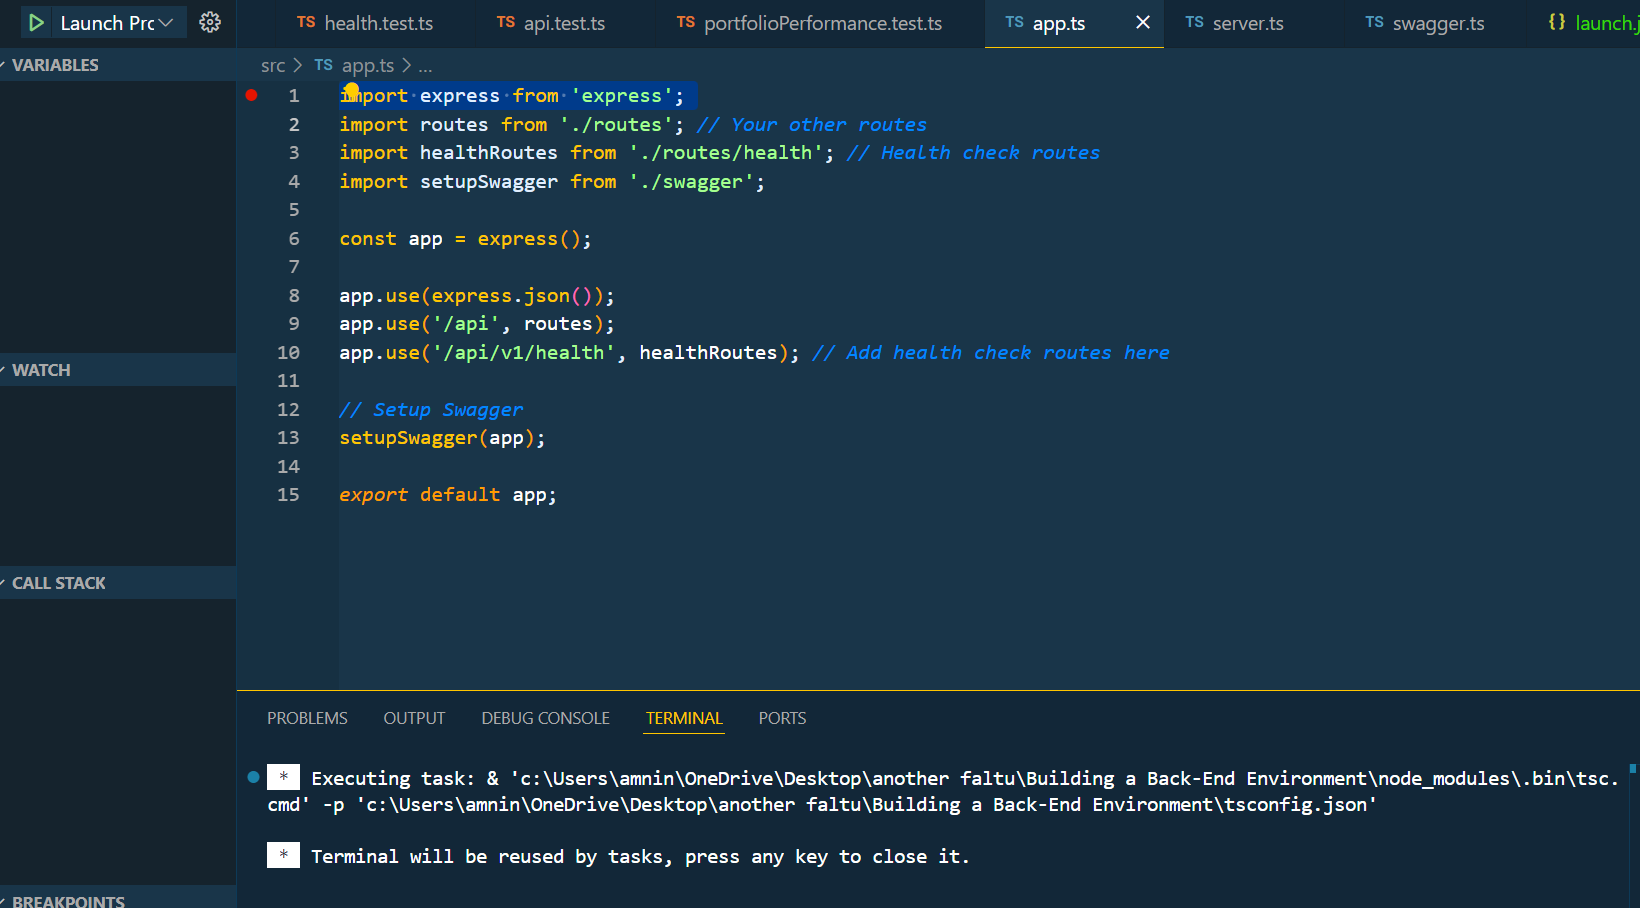 Launch Prc
TS health.test.ts
TS api.test.ts
TS portfolioPerformance.test.ts
TS app.ts
TS server.ts
TS swagger.ts
{} launch.j
VARIABLES
WATCH
CALL STACK
BREAKPOINTS
src > TS app.ts > ...
1 import·express·from·'express';
2 import routes from './routes'; // Your other routes
3 import healthRoutes from './routes/health'; // Health check routes
4 import setupSwagger from './swagger';
5
6 const app = express();
7
8 app.use(express.json());
9 app.use('/api', routes);
10 app.use('/api/v1/health', healthRoutes); // Add health check routes here
11
12 // Setup Swagger
13 setupSwagger(app);
14
15 export default app;
PROBLEMS OUTPUT DEBUG CONSOLE TERMINAL PORTS
* Executing task: & 'c:\Users\amnin\OneDrive\Desktop\another faltu\Building a Back-End Environment\node_modules\.bin\tsc.
cmd' -p 'c:\Users\amnin\OneDrive\Desktop\another faltu\Building a Back-End Environment\tsconfig.json'
* Terminal will be reused by tasks, press any key to close it.